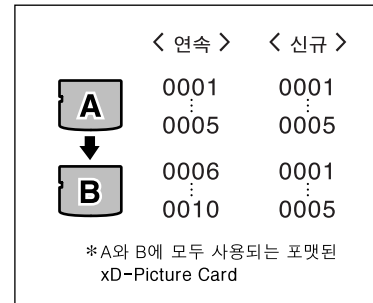 < 연속 > < 신규 >
A 0001 0001
⋮ ⋮
0005 0005
B 0006 0001
⋮ ⋮
0010 0005
*A와 B에 모두 사용되는 포맷된
xD-Picture Card